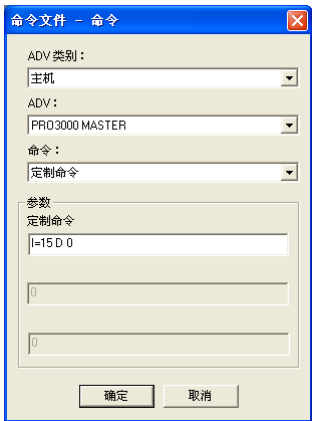 命令文件 - 命令
ADV 类别：
主机
ADV：
PRO3000 MASTER
命令：
定制命令
参数
定制命令
I=15 D 0
0
0
确定 取消